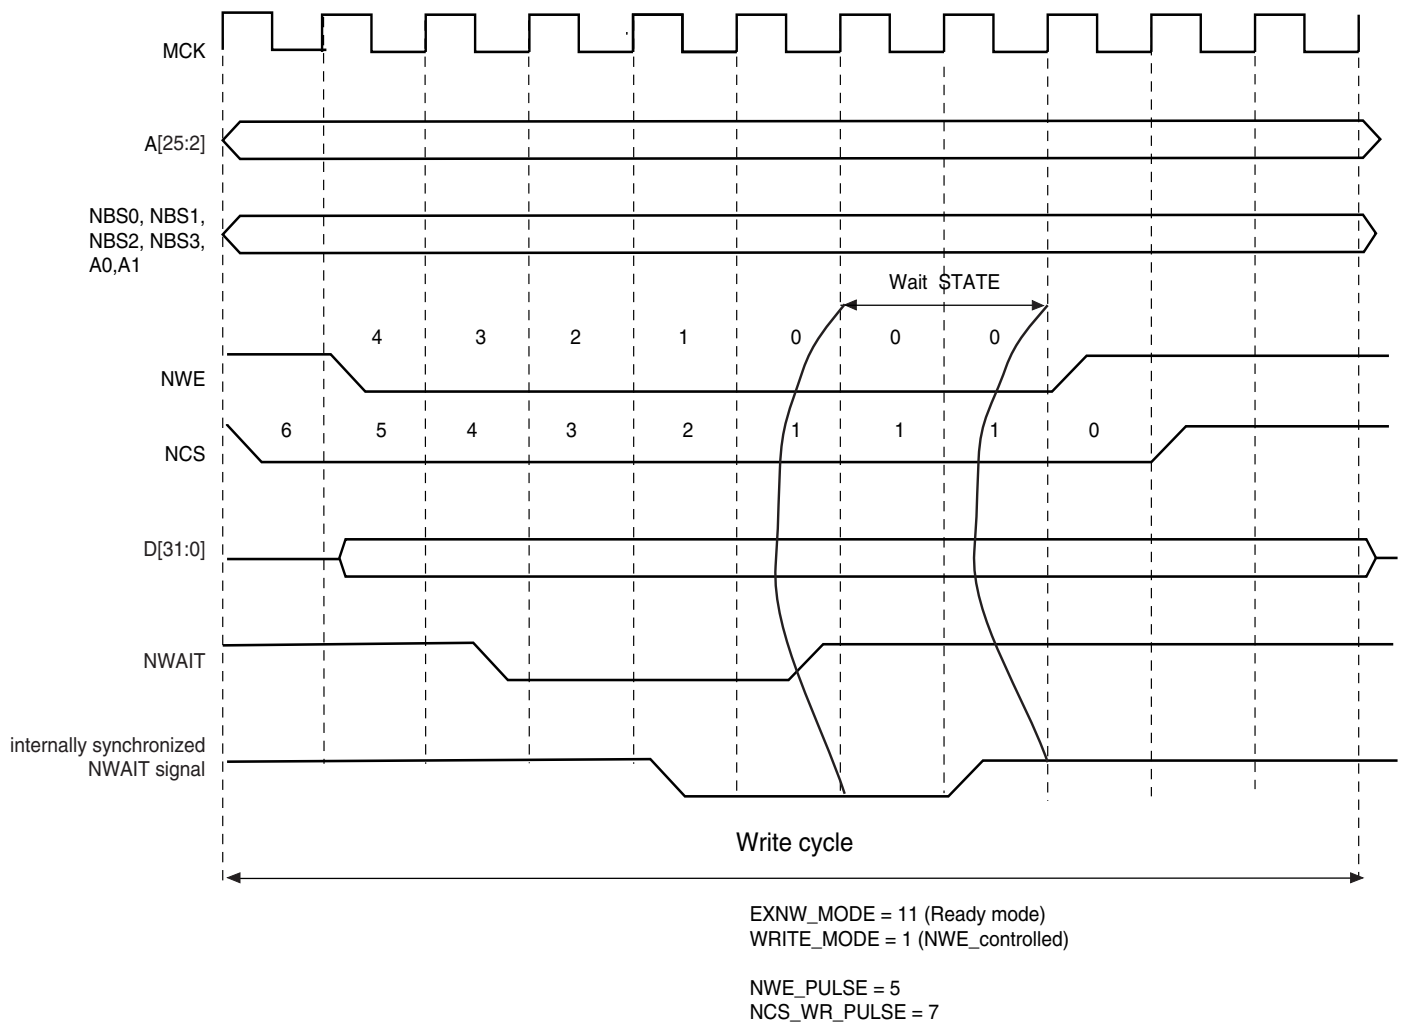 MCK
A[25:2]
NBS0, NBS1,
NBS2, NBS3,
A0,A1
Wait STATE
4 3 2 1 0 0 0
NWE
6 5 4 3 2 1 1 1 0
NCS
D[31:0]
NWAIT
internally synchronized
NWAIT signal
Write cycle
EXNW_MODE = 11 (Ready mode)
WRITE_MODE = 1 (NWE_controlled)
NWE_PULSE = 5
NCS_WR_PULSE = 7